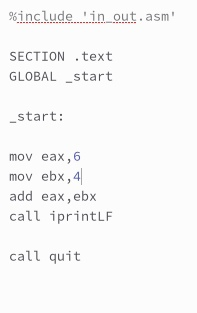 %include 'in_out.asm'
SECTION .text
GLOBAL _start
_start:
mov eax,6
mov ebx,4
add eax,ebx
call iprintLF
call quit